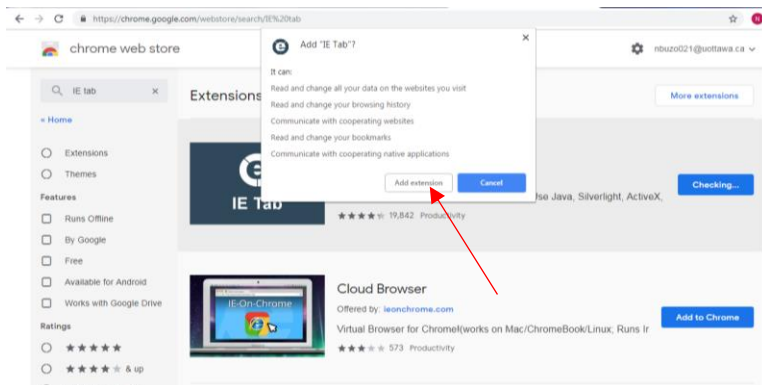 https://chrome.google.com/webstore/search/IE%20tab
chrome web store
nbuzo021@uottawa.ca
Add "IE Tab"?
It can:
Read and change all your data on the websites you visit
Read and change your browsing history
Communicate with cooperating websites
Read and change your bookmarks
Communicate with cooperating native applications
Add extension
Cancel
IE tab
« Home
Extensions
Themes
Features
Runs Offline
By Google
Free
Available for Android
Works with Google Drive
Ratings
& up
Extensions
More extensions
IE Tab
Use Java, Silverlight, ActiveX,
19,842 Productivity
Checking...
IE-On-Chrome
Cloud Browser
Offered by: ieonchrome.com
Virtual Browser for Chrome!(works on Mac/ChromeBook/Linux, Runs Ir
573 Productivity
Add to Chrome